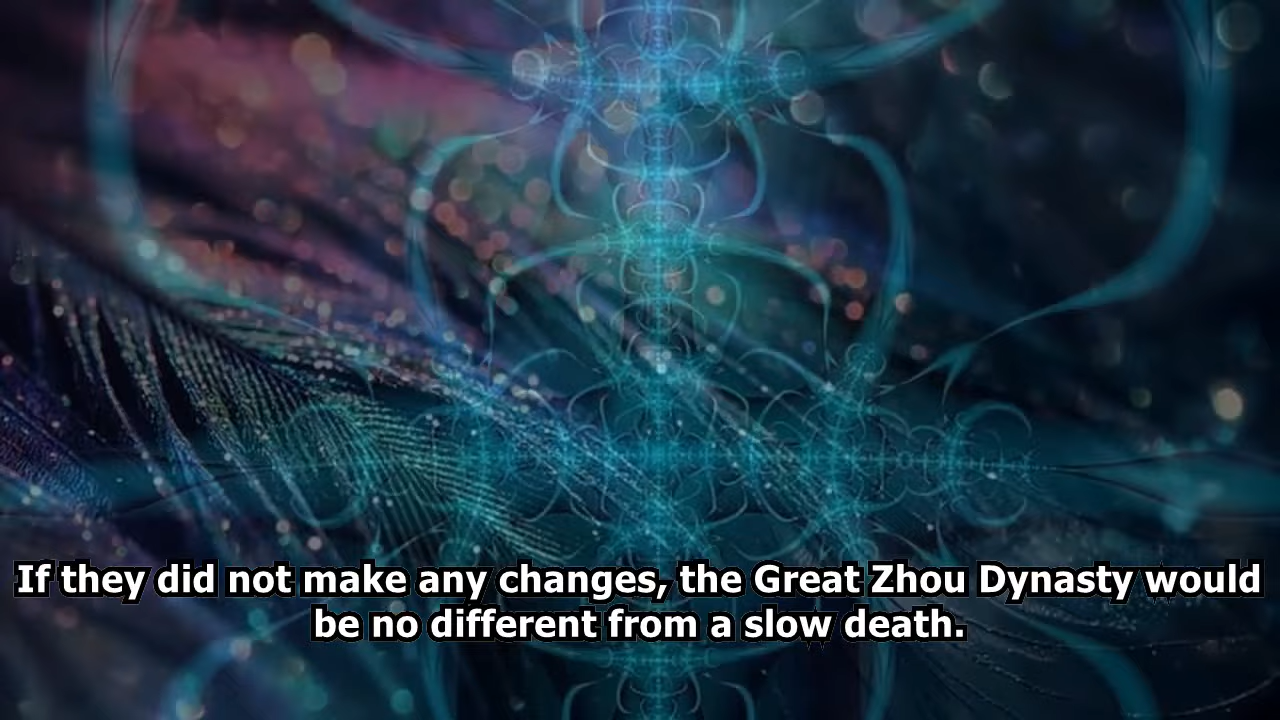 If they did not make any changes, the Great Zhou Dynasty would
be no different from a slow death.